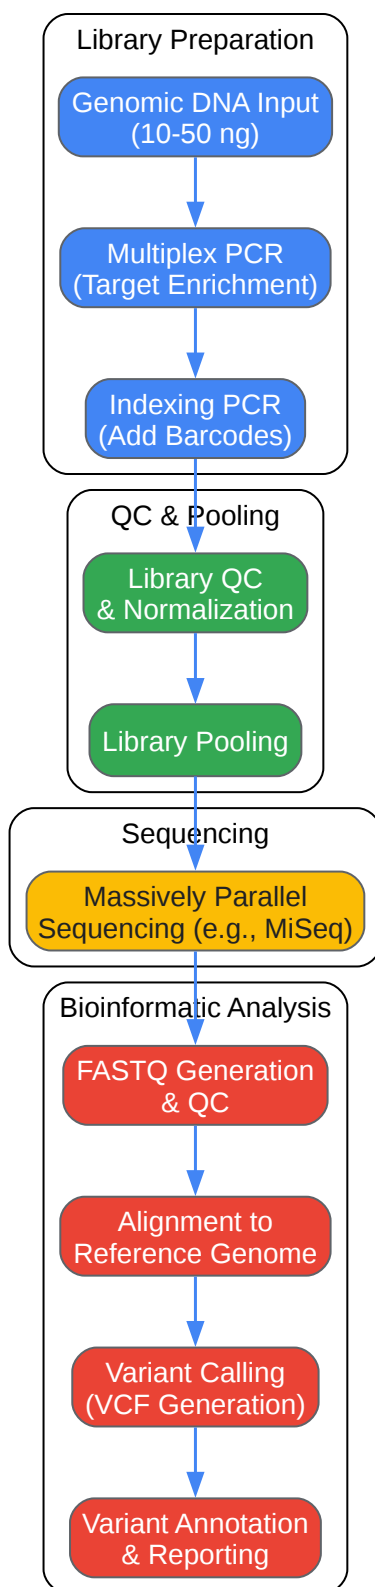 Library Preparation
Genomic DNA Input
(10-50 ng)
Multiplex PCR
(Target Enrichment)
Indexing PCR
(Add Barcodes)
QC & Pooling
Library QC
& Normalization
Library Pooling
Sequencing
Massively Parallel
Sequencing (e.g., MiSeq)
Bioinformatic Analysis
FASTQ Generation
& QC
Alignment to
Reference Genome
Variant Calling
(VCF Generation)
Variant Annotation
& Reporting